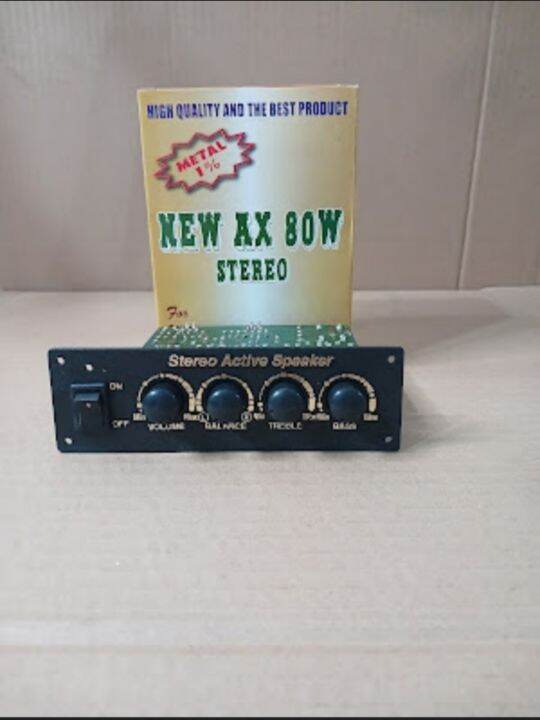 HIGH QUALITY AND THE BEST PRODUCT
METAL
1%
NEW AX 80W
STEREO
Stereo Active Speaker
ON
OFF
Min
L
R
VOLUME BALANCE TREBLE BASS